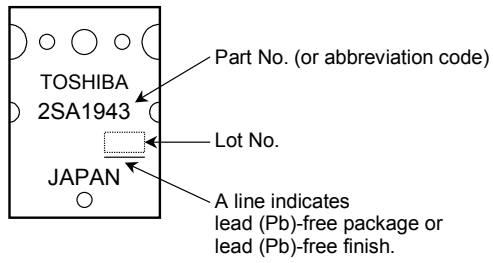 Part No. (or abbreviation code)
TOSHIBA
2SA1943
Lot No.
JAPAN
A line indicates
lead (Pb)-free package or
lead (Pb)-free finish.